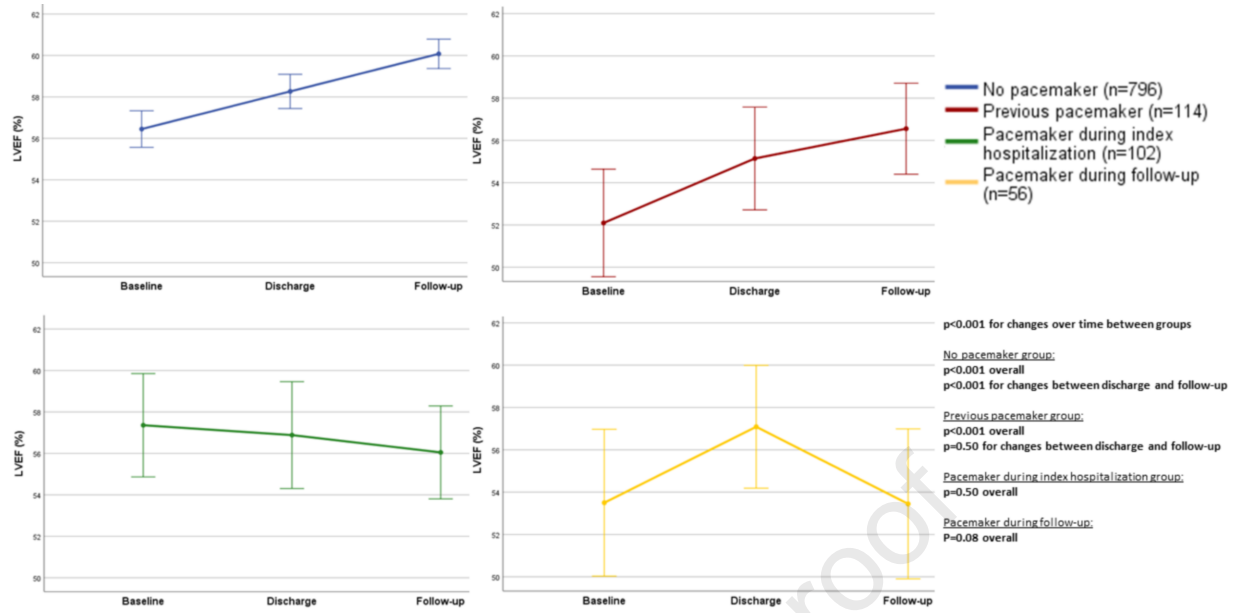 62
60
58
56
54
52
50
LVEF (%)
Baseline
Discharge
Follow-up
62
60
58
56
54
52
50
LVEF (%)
Baseline
Discharge
Follow-up
No pacemaker (n=796)
Previous pacemaker (n=114)
Pacemaker during index
hospitalization (n=102)
Pacemaker during follow-up
(n=56)
62
60
58
56
54
52
50
LVEF (%)
Baseline
Discharge
Follow-up
62
60
58
56
54
52
50
LVEF (%)
Baseline
Discharge
Follow-up
p<0.001 for changes over time between groups
No pacemaker group:
p<0.001 overall
p<0.001 for changes between discharge and follow-up
Previous pacemaker group:
p<0.001 overall
p=0.50 for changes between discharge and follow-up
Pacemaker during index hospitalization group:
p=0.50 overall
Pacemaker during follow-up:
P=0.08 overall
roof